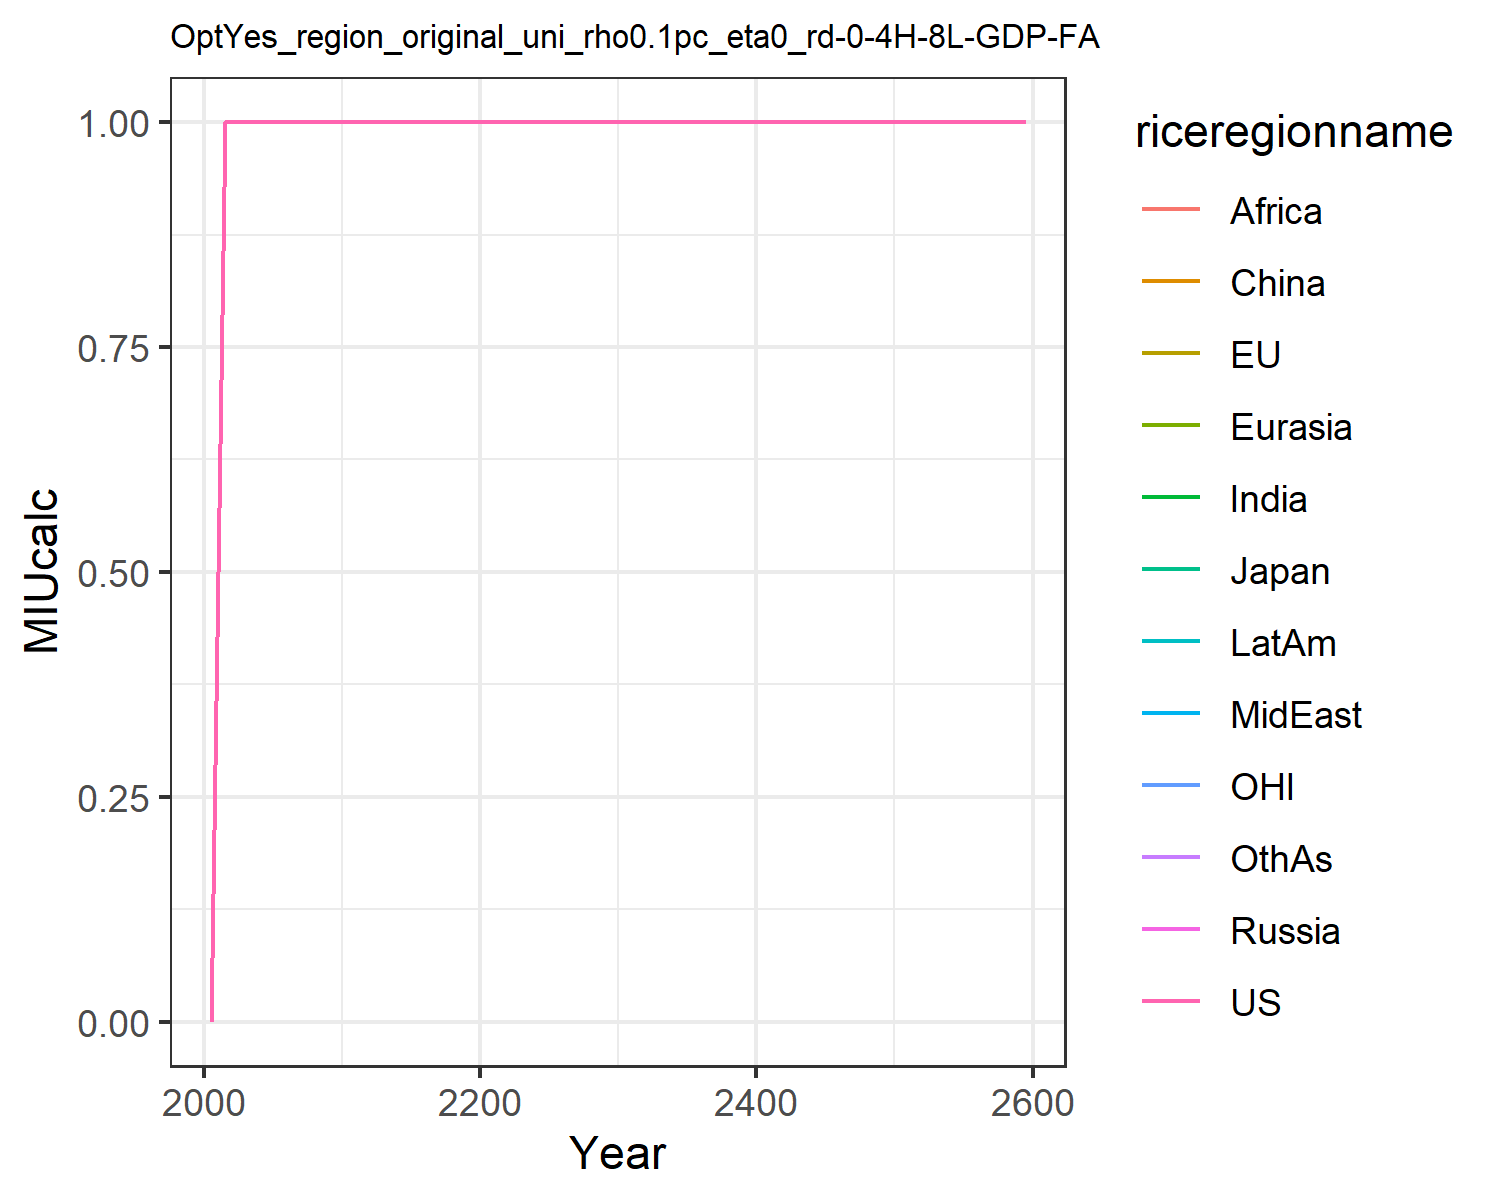 OptYes_region_original_uni_rho0.1pc_eta0_rd-0-4H-8L-GDP-FA
1.00
0.75
0.50
0.25
0.00
MIUcalc
2000 2200 2400 2600
Year
riceregionname
Africa
China
EU
Eurasia
India
Japan
LatAm
MidEast
OHI
OthAs
Russia
US